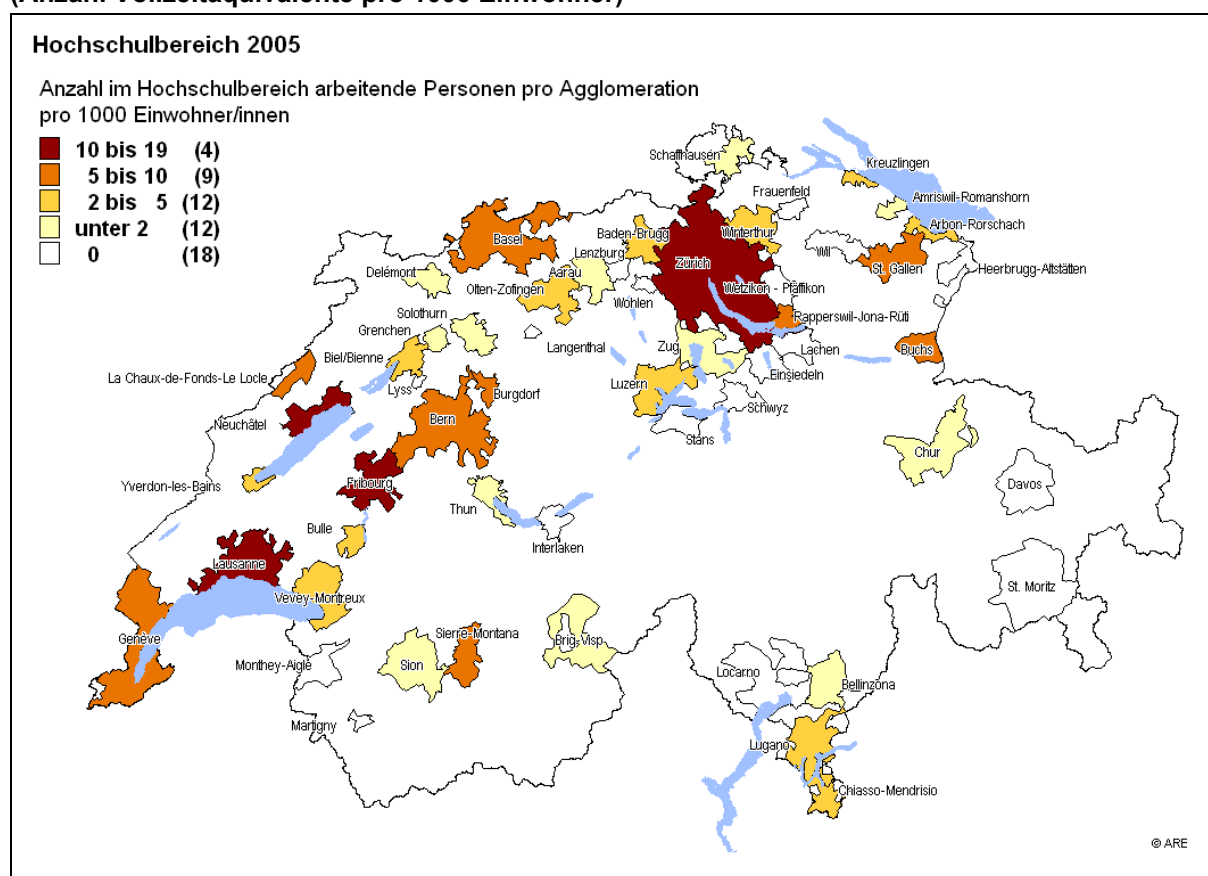 (Anzahl Vollzeitäquivalente pro 1000 Einwohner)
Hochschulbereich 2005
Anzahl im Hochschulbereich arbeitende Personen pro Agglomeration
pro 1000 Einwohner/innen
10 bis 19 (4)
5 bis 10 (9)
2 bis 5 (12)
unter 2 (12)
0 (18)
Schaffhausen
Kreuzlingen
Frauenfeld
Amriswil-Romanshorn
Arbon-Rorschach
Baden-Brugg
Winterthur
Basel
Lenzburg
Wil
St. Gallen
Zürich
Heerbrugg-Altstätten
Delémont
Aarau
Olten-Zofingen
Wetzikon - Pfäffikon
Wohlen
Solothurn
Rapperswil-Jona-Rüti
Grenchen
Langenthal
Zug
Lachen
Buchs
Biel/Bienne
Einsiedeln
La Chaux-de-Fonds-Le Locle
Lyss
Luzern
Burgdorf
Schwyz
Neuchâtel
Bern
Stans
Chur
Yverdon-les-Bains
Fribourg
Davos
Thun
Bulle
Interlaken
Lausanne
St. Moritz
Vevey-Montreux
Genève
Sierre-Montana
Brig-Visp
Monthey-Aigle
Sion
Locarno
Bellinzona
Martigny
Lugano
Chiasso-Mendrisio
© ARE